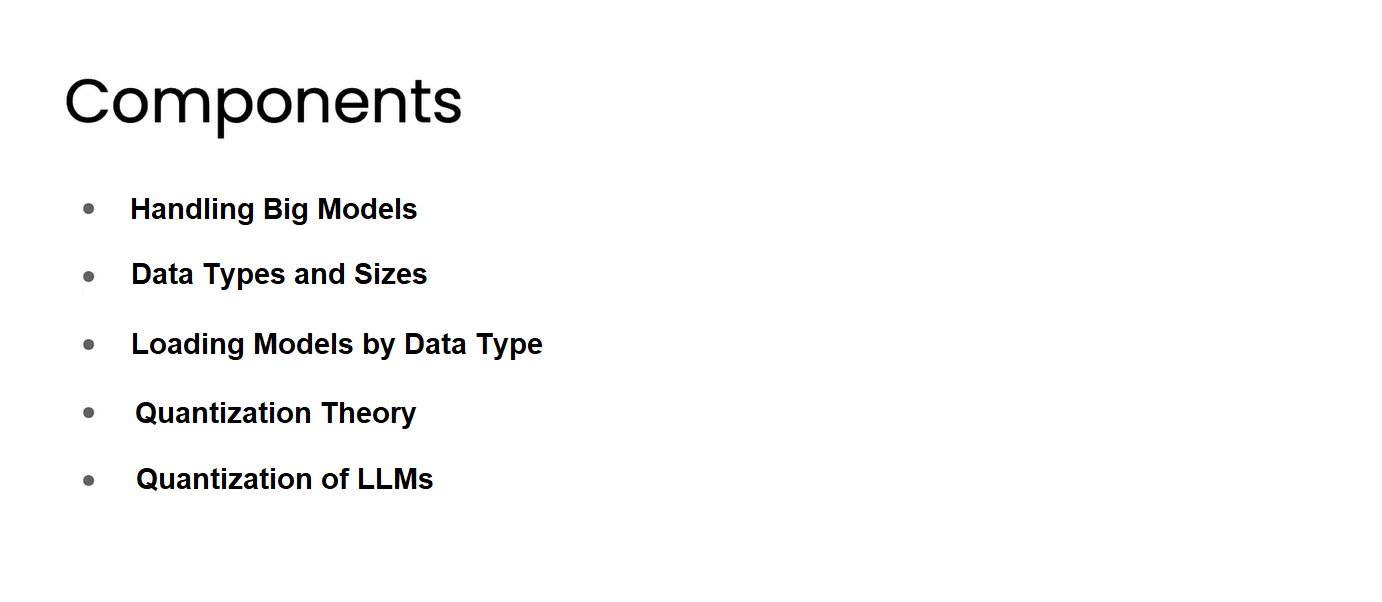 Components
Handling Big Models
Data Types and Sizes
Loading Models by Data Type
Quantization Theory
Quantization of LLMs